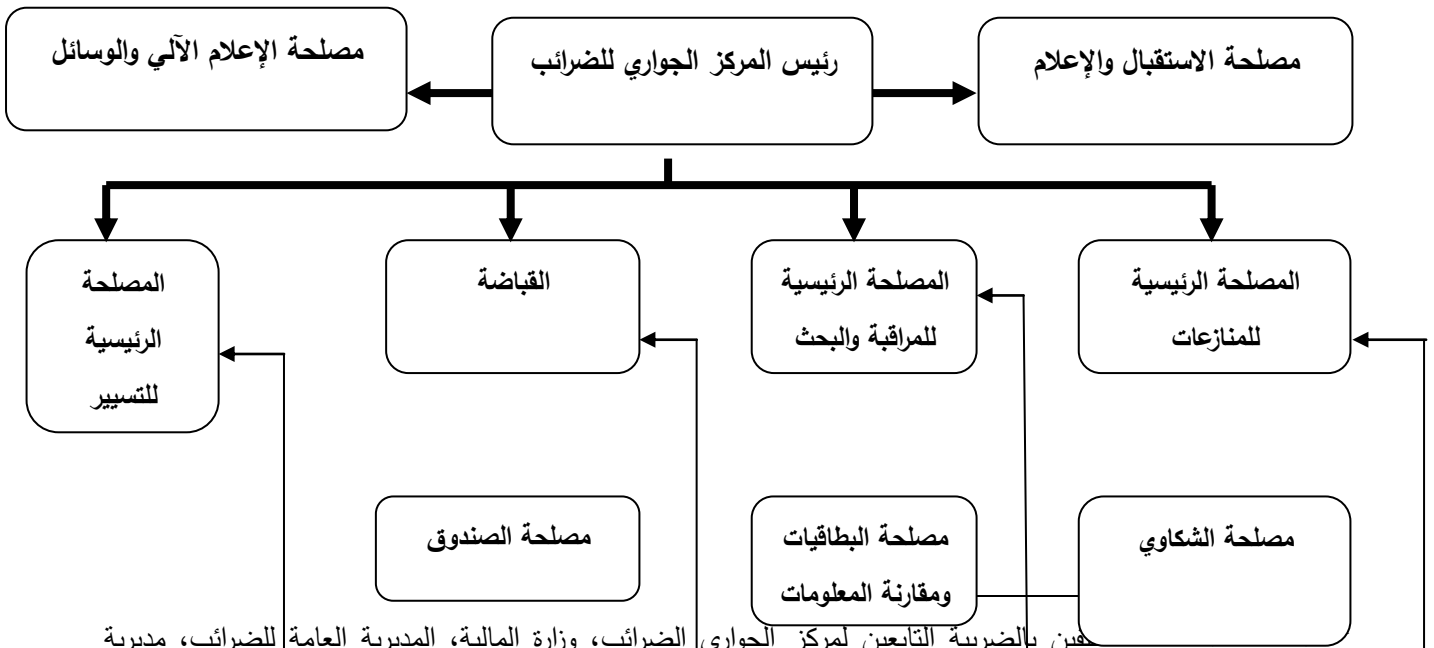 مصلحة الاستقبال والإعلام
رئيس المركز الجواري للضرائب
مصلحة الإعلام الآلي والوسائل
المصلحة الرئيسية
للمنازعات
المصلحة الرئيسية
للمراقبة والبحث
القباضة
المصلحة
الرئيسية
للتسيير
مصلحة الشكاوي
مصلحة البطاقيات
ومقارنة المعلومات
مصلحة الصندوق
بالضريبة التابعين لمركز الجواري الضرائب، وزارة المالية، المديرية العامة للضرائب، مديرية